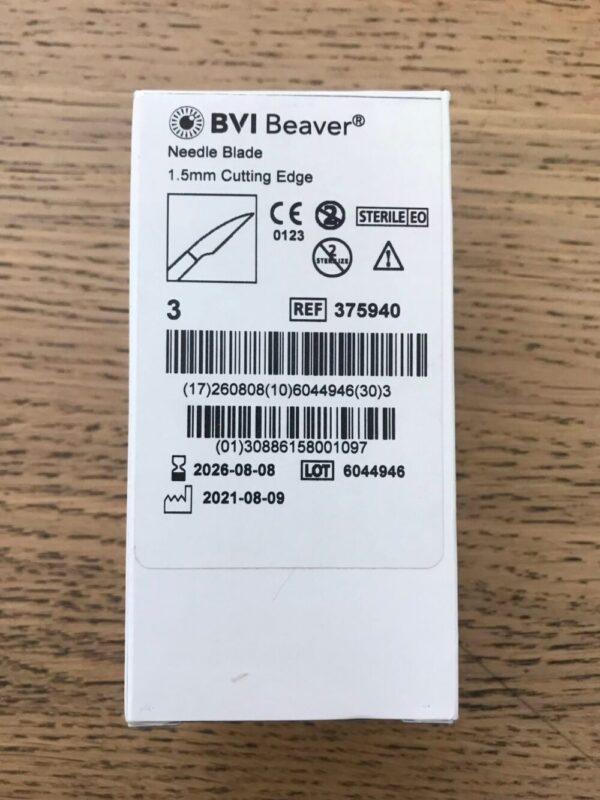 BVI Beaver®
Needle Blade
1.5mm Cutting Edge
CE 2 STERILE EO
0123
2
STERILIZE
3 REF 375940
(17)260808(10)6044946(30)3
(01)30886158001097
2026-08-08 LOT 6044946
2021-08-09